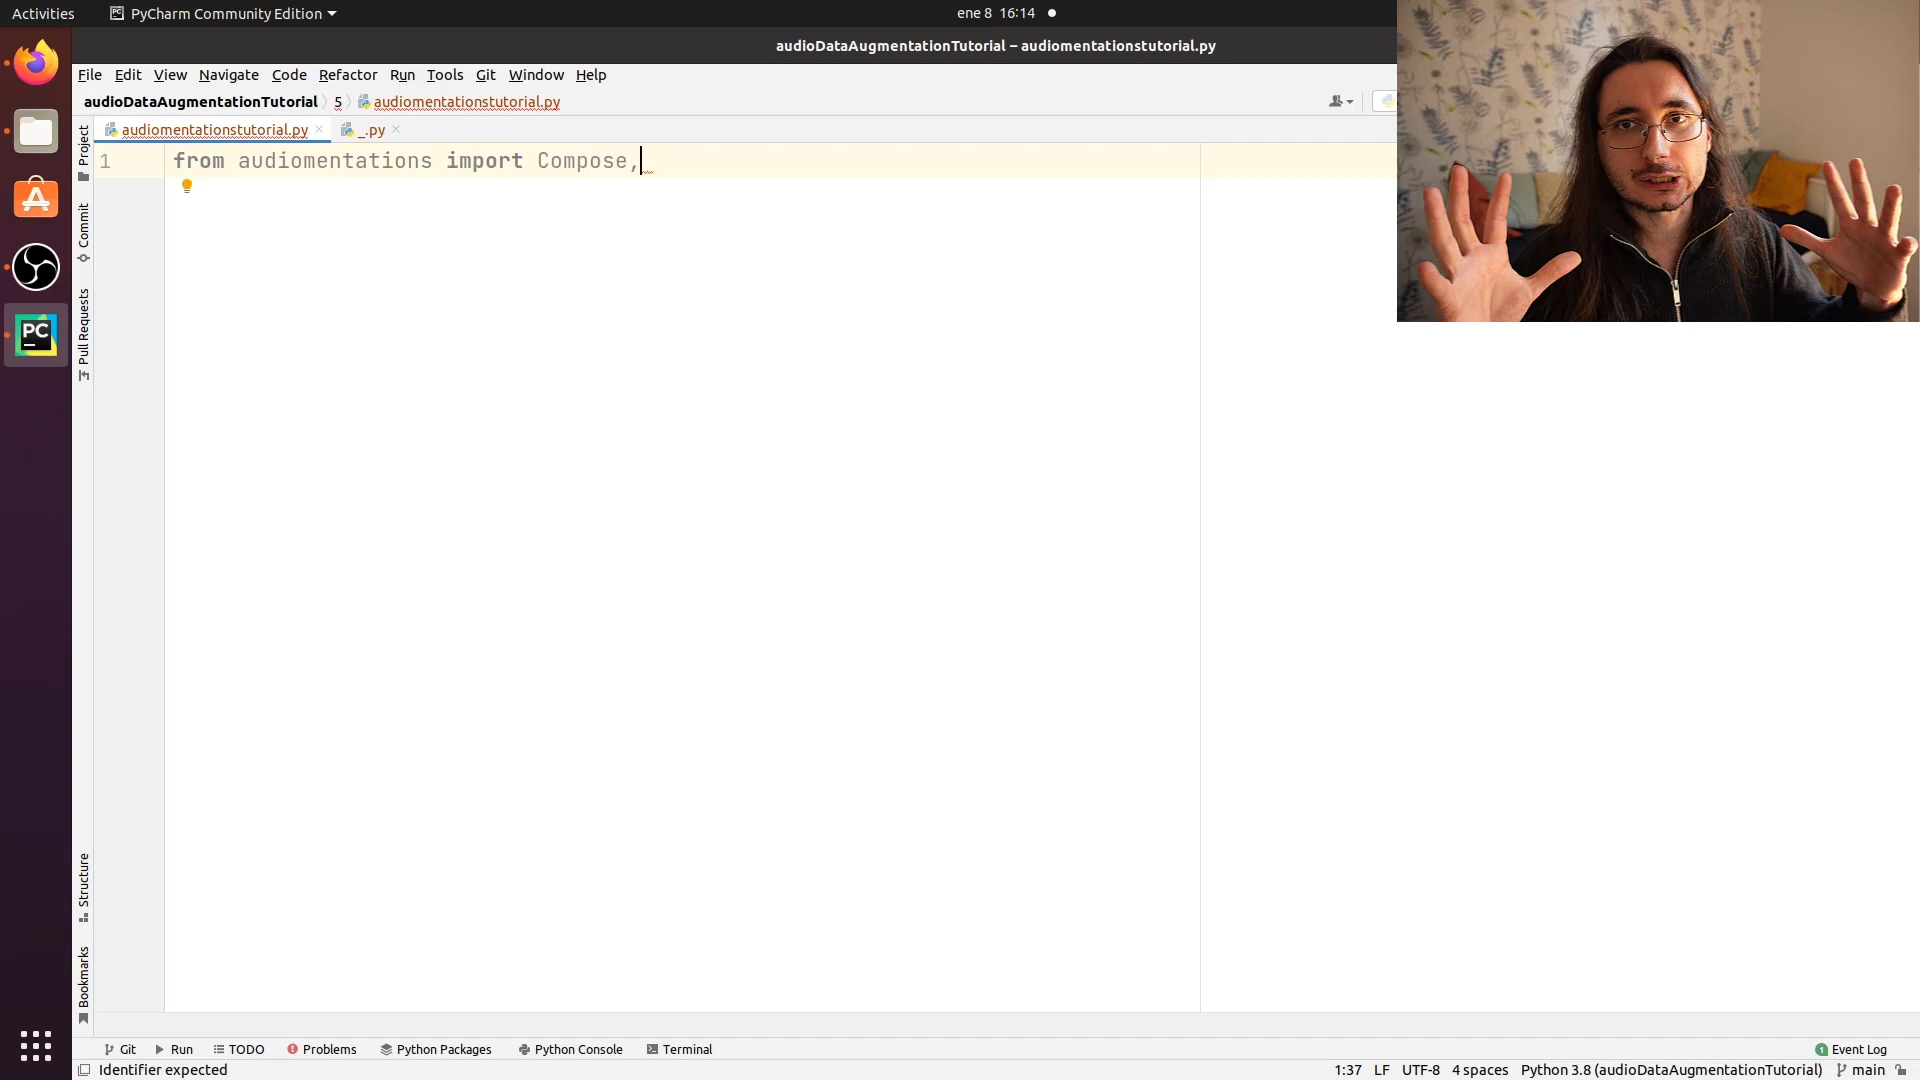 Activities PyCharm Community Edition ene 8 16:14
audioDataAugmentationTutorial – audiomentationstutorial.py
File Edit View Navigate Code Refactor Run Tools Git Window Help
audioDataAugmentationTutorial 5 audiomentationstutorial.py
audiomentationstutorial.py _.py
1 from audiomentations import Compose,
Project
Commit
Pull Requests
Structure
Bookmarks
PC
Git Run TODO Problems Python Packages Python Console Terminal 1 Event Log
Identifier expected 1:37 LF UTF-8 4 spaces Python 3.8 (audioDataAugmentationTutorial) main